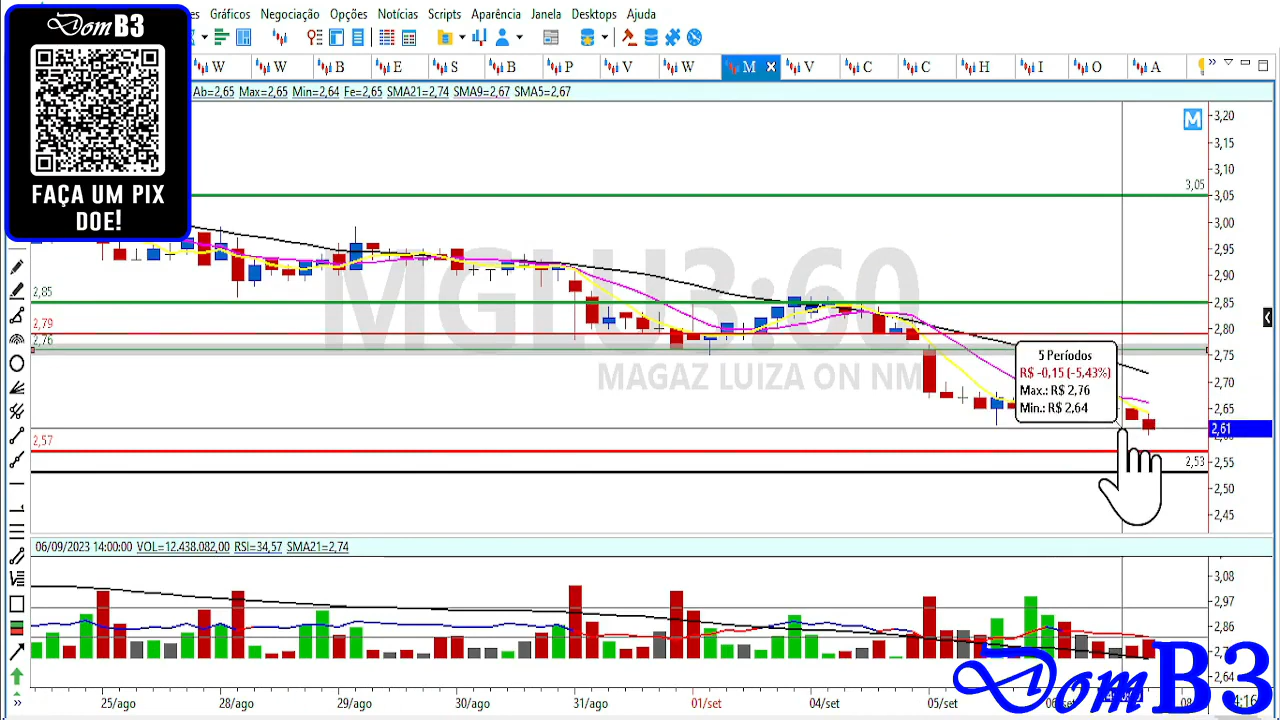 Dom B3
FAÇA UM PIX
DOE!
Gráficos Negociação Opções Notícias Scripts Aparência Janela Desktops Ajuda
W W B E S B P V W M V C C H I O A
Ab=2,65 Max=2,65 Min=2,64 Fe=2,65 SMA21=2,74 SMA9=2,67 SMA5=2,67
M
MGLU3:60
MAGAZ LUIZA ON NM
3,05
2,85
2,79
2,76
2,57
2,53
5 Períodos
R$ -0,15 (-5,43%)
Max.: R$ 2,76
Min.: R$ 2,64
3,20
3,15
3,10
3,05
3,00
2,95
2,90
2,85
2,80
2,75
2,70
2,65
2,61
2,55
2,50
2,45
06/09/2023 14:00:00 VOL=12.438.082,00 RSI=34,57 SMA21=2,74
3,08
2,97
2,86
2,64
25/ago 28/ago 29/ago 30/ago 31/ago 01/set 04/set 05/set
Dom B3